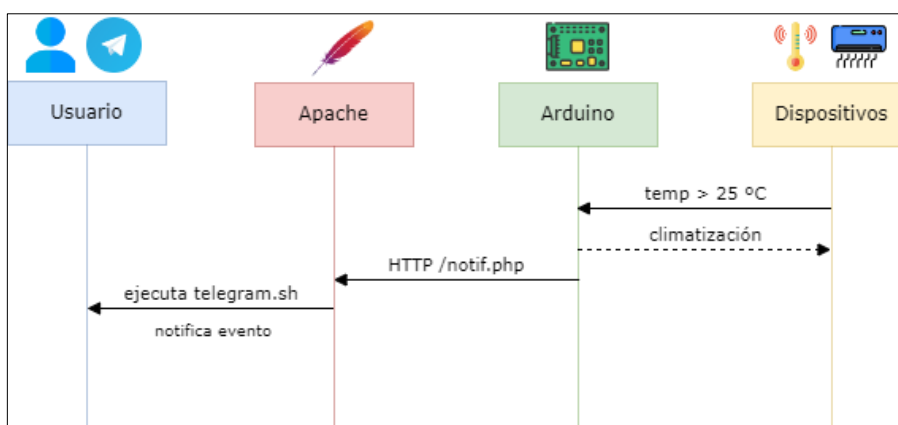 Usuario
Apache
Arduino
Dispositivos
temp > 25 ºC
climatización
HTTP /notif.php
ejecuta telegram.sh
notifica evento